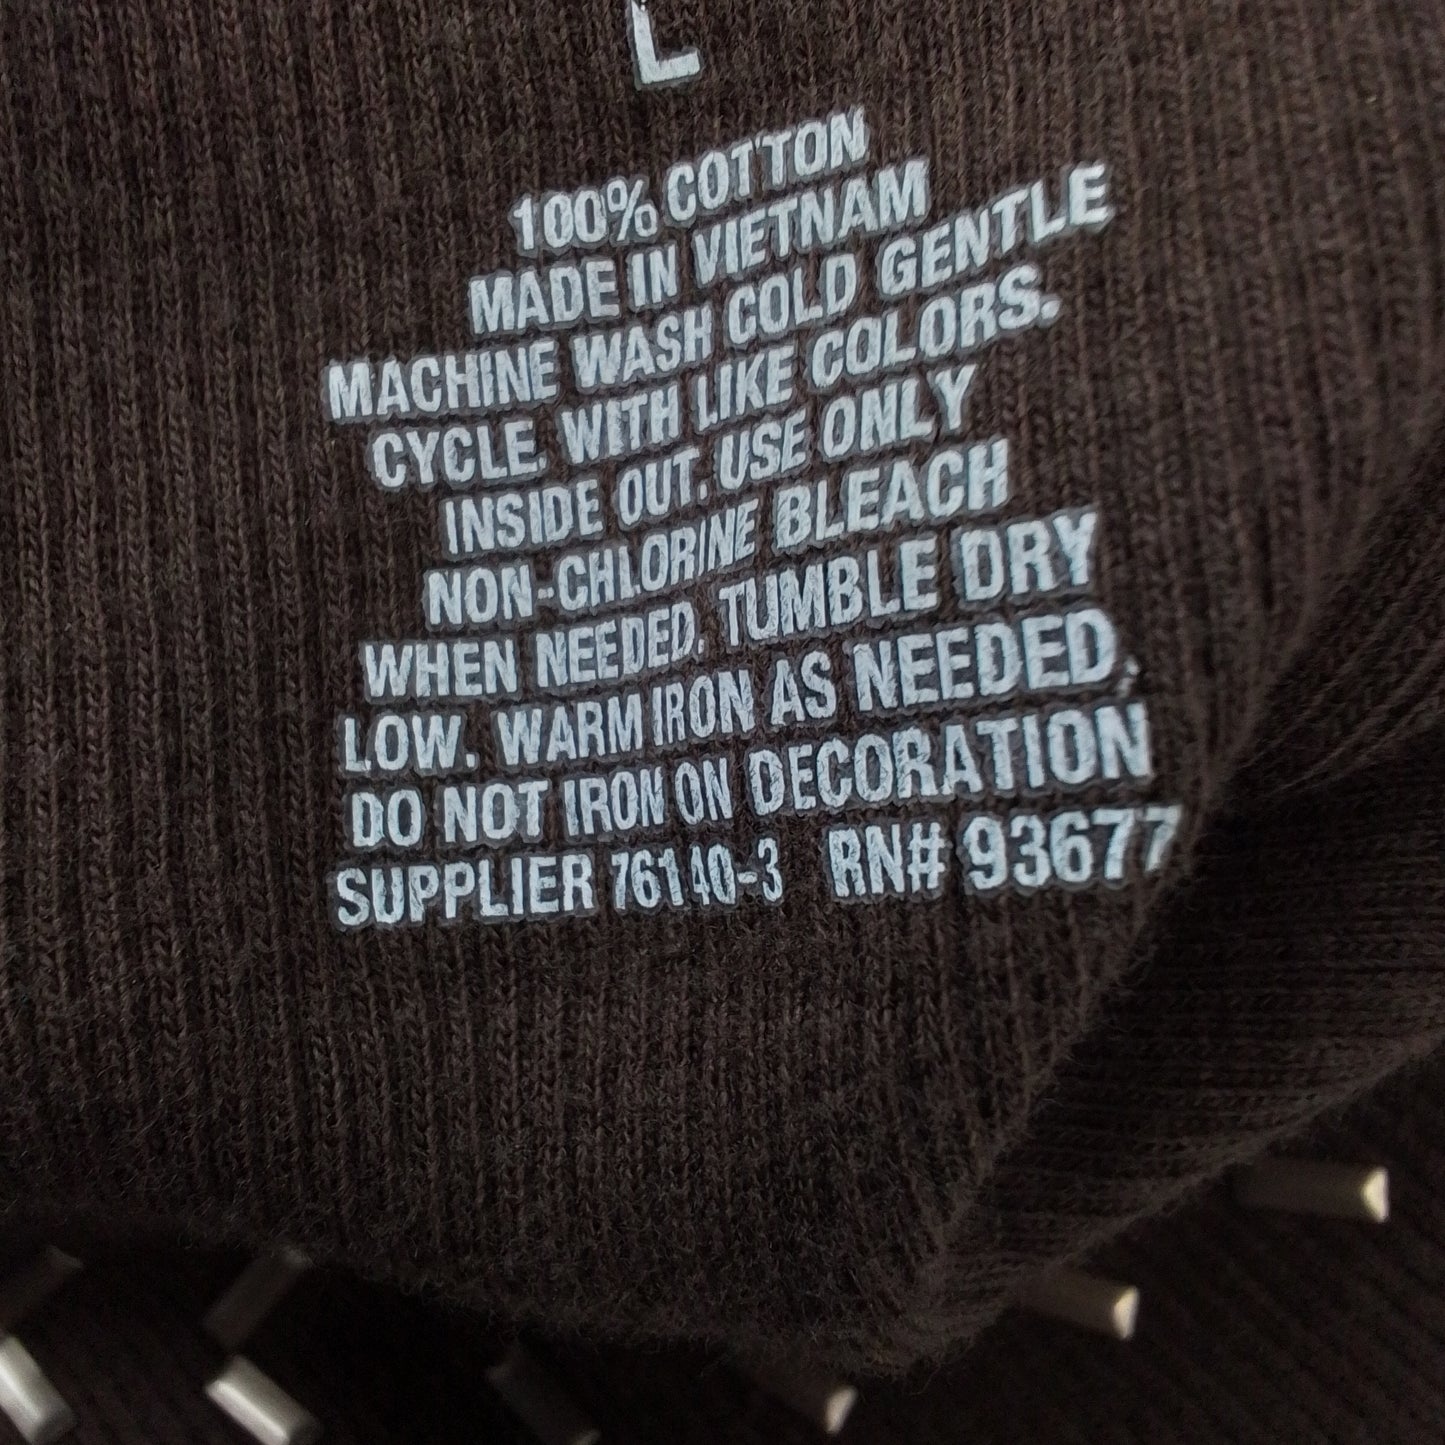 L
100% COTTON
MADE IN VIETNAM
MACHINE WASH COLD GENTLE
CYCLE. WITH LIKE COLORS.
INSIDE OUT. USE ONLY
NON-CHLORINE BLEACH
WHEN NEEDED. TUMBLE DRY
LOW. WARM IRON AS NEEDED,
DO NOT IRON ON DECORATION
SUPPLIER 76140-3 RN# 93677